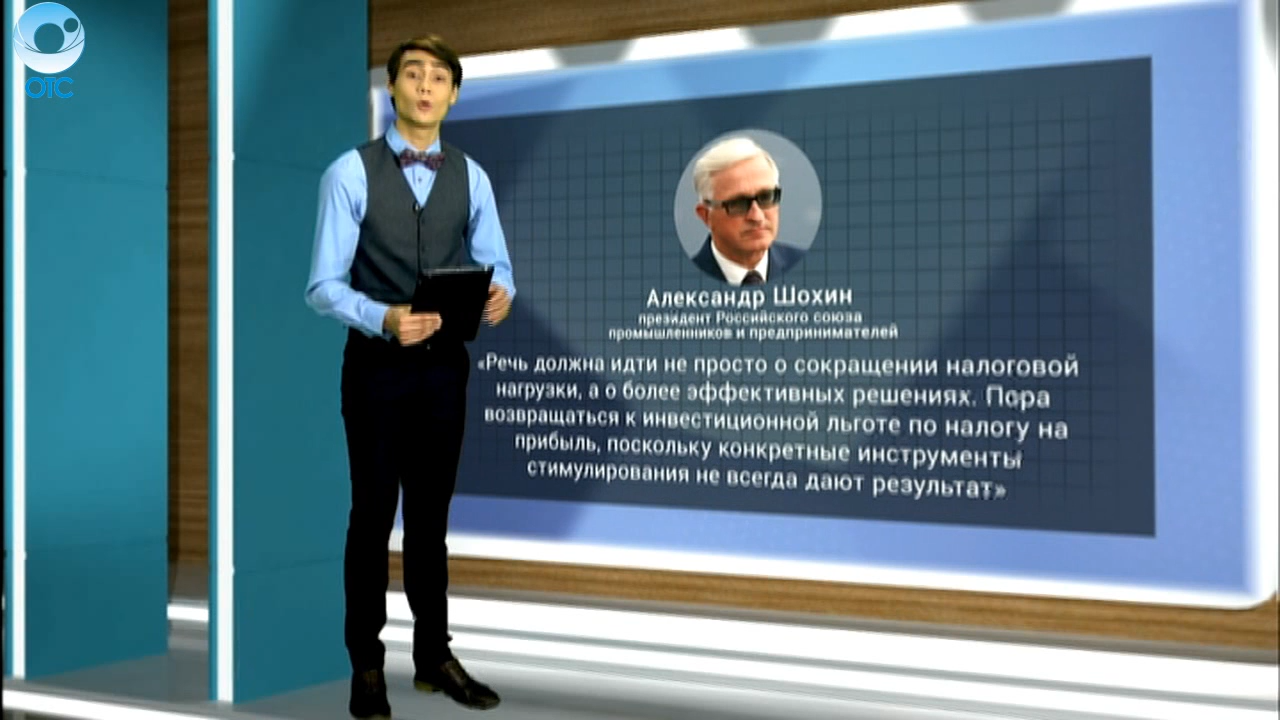 ОТС
Александр Шохин
президент Российского союза
промышленников и предпринимателей
«Речь должна идти не просто о сокращении налоговой
нагрузки, а о более эффективных решениях. Пора
возвращаться к инвестиционной льготе по налогу на
прибыль, поскольку конкретные инструменты
стимулирования не всегда дают результат»